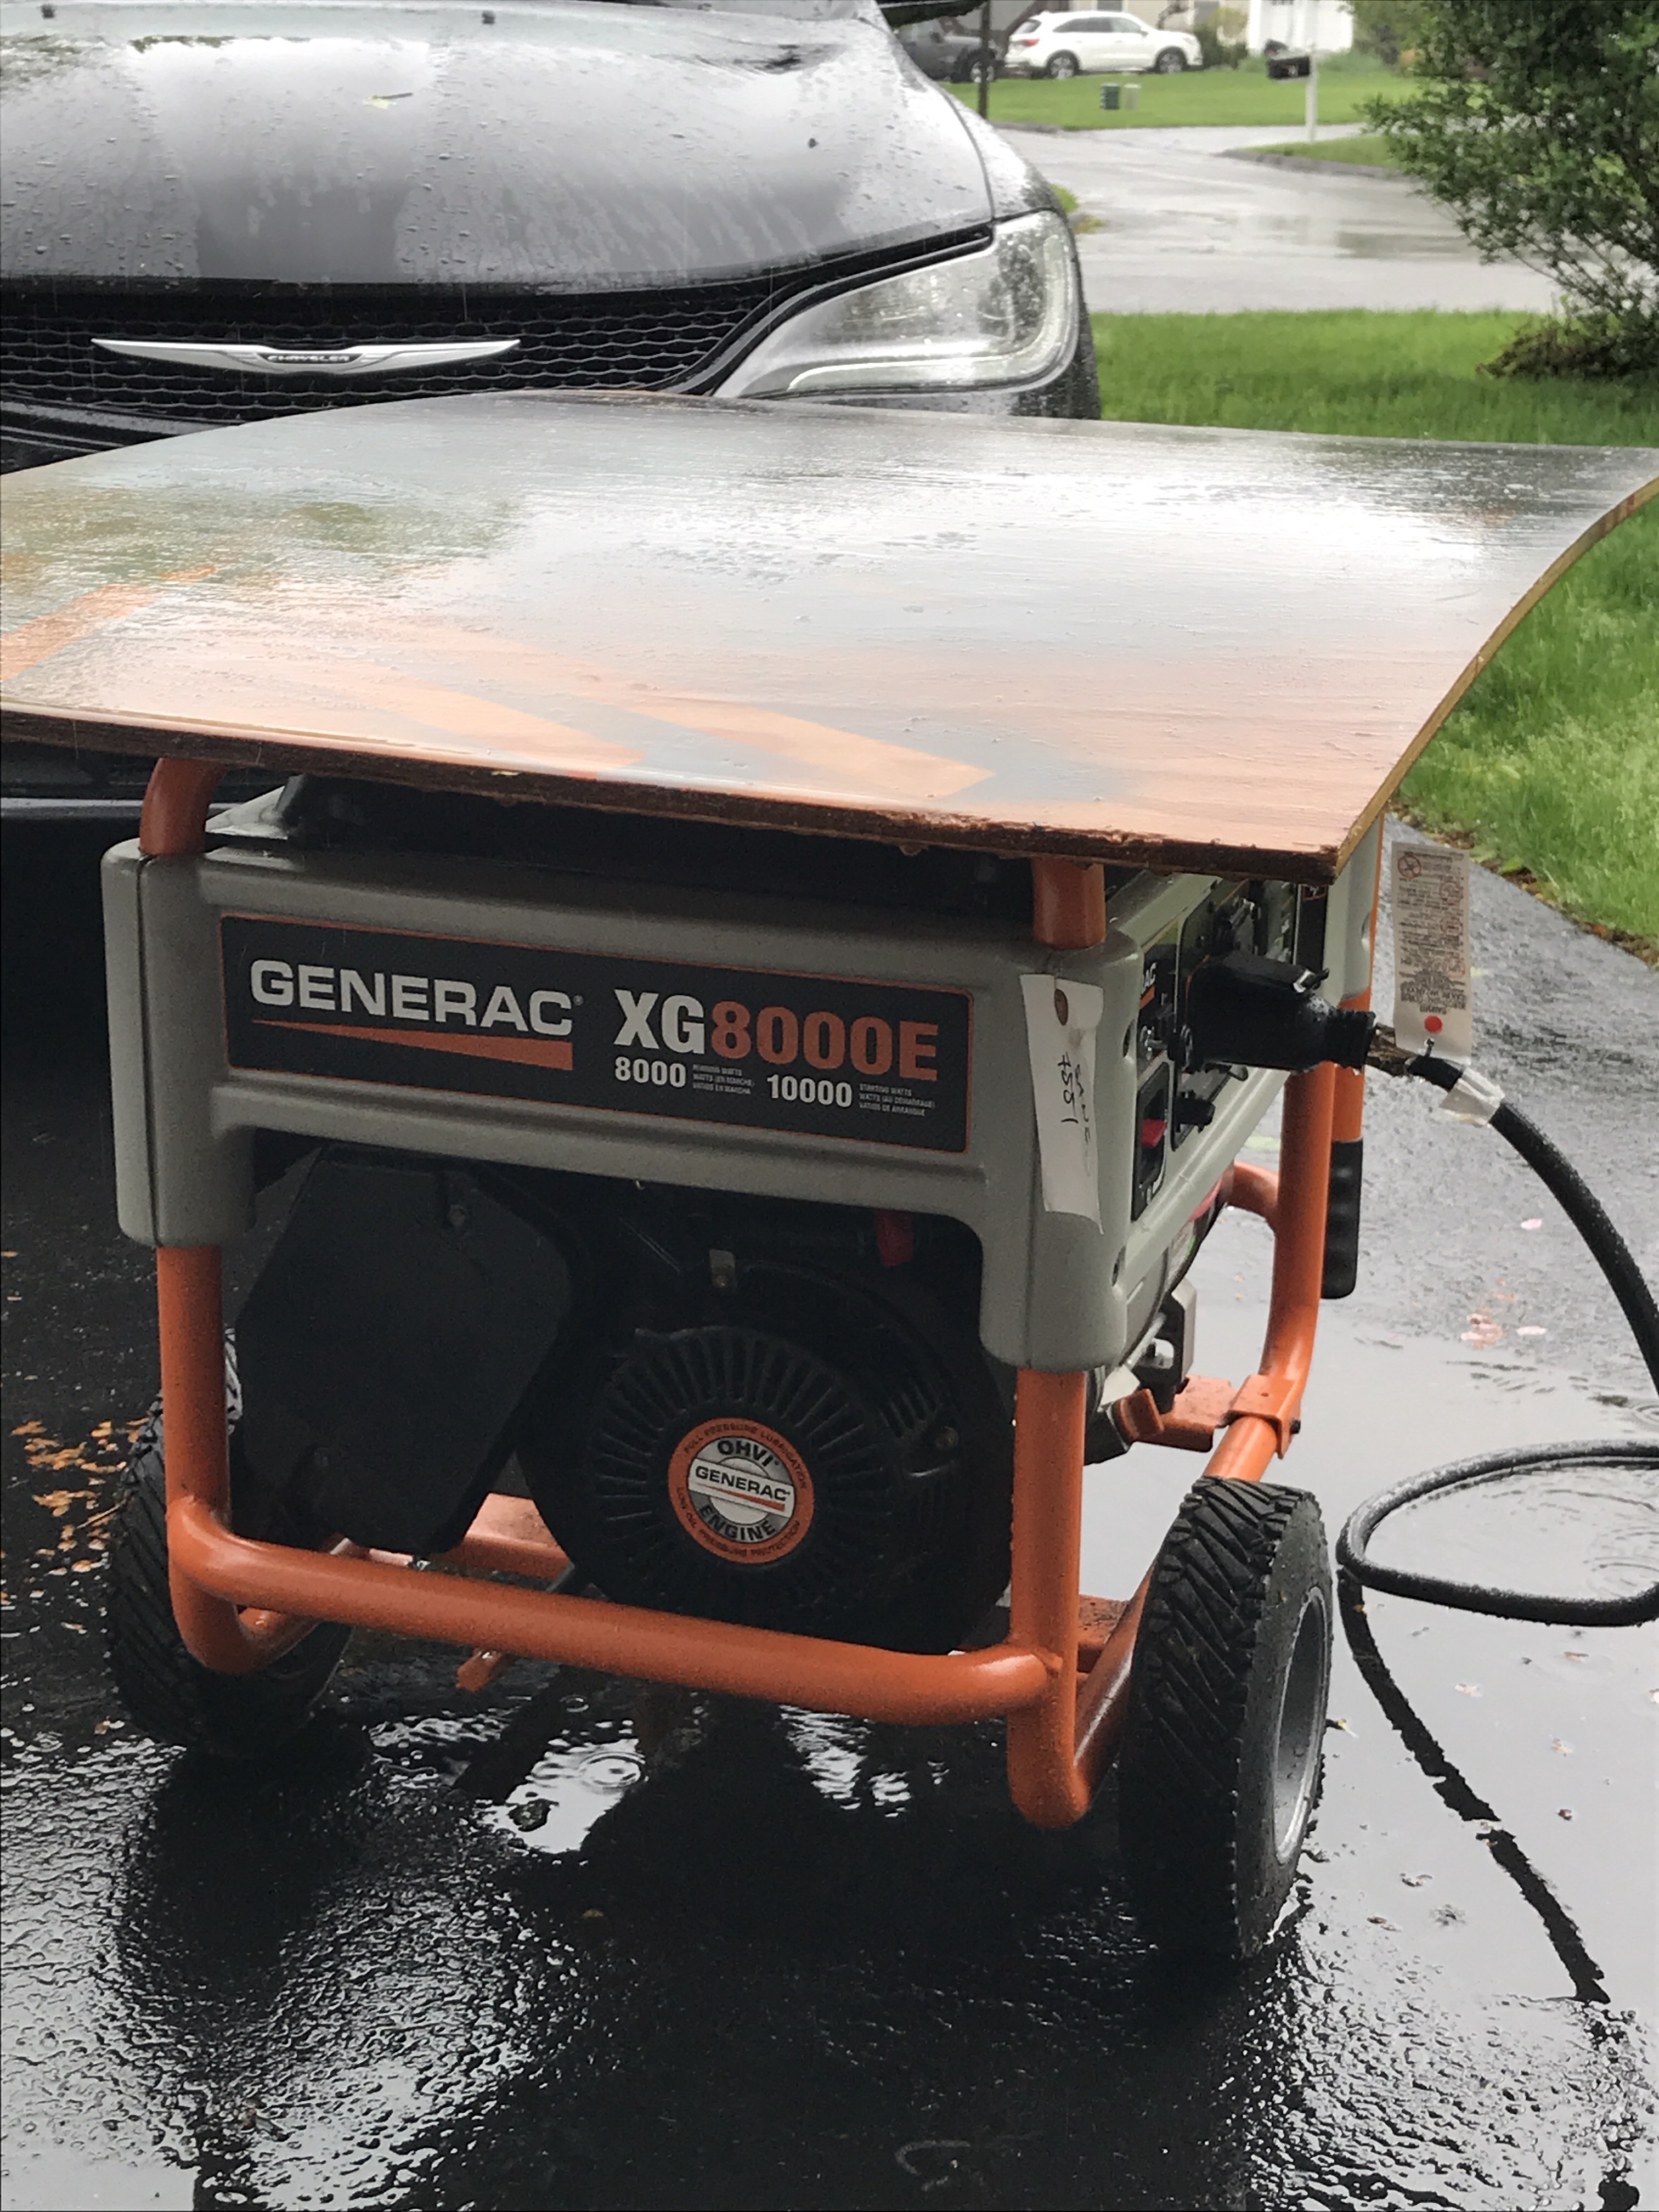 CHRYSLER
GENERAC® XG8000E
8000 RUNNING WATTS 10000 STARTING WATTS
WATTS (EN MARCHE) WATTS (AU DÉMARRAGE)
VATIOS EN MARCHA VATIOS DE ARRANQUE
AC
FULL PRESSURE LUBRICATION
OHVI®
GENERAC®
ENGINE
LOW OIL PRESSURE PROTECTION